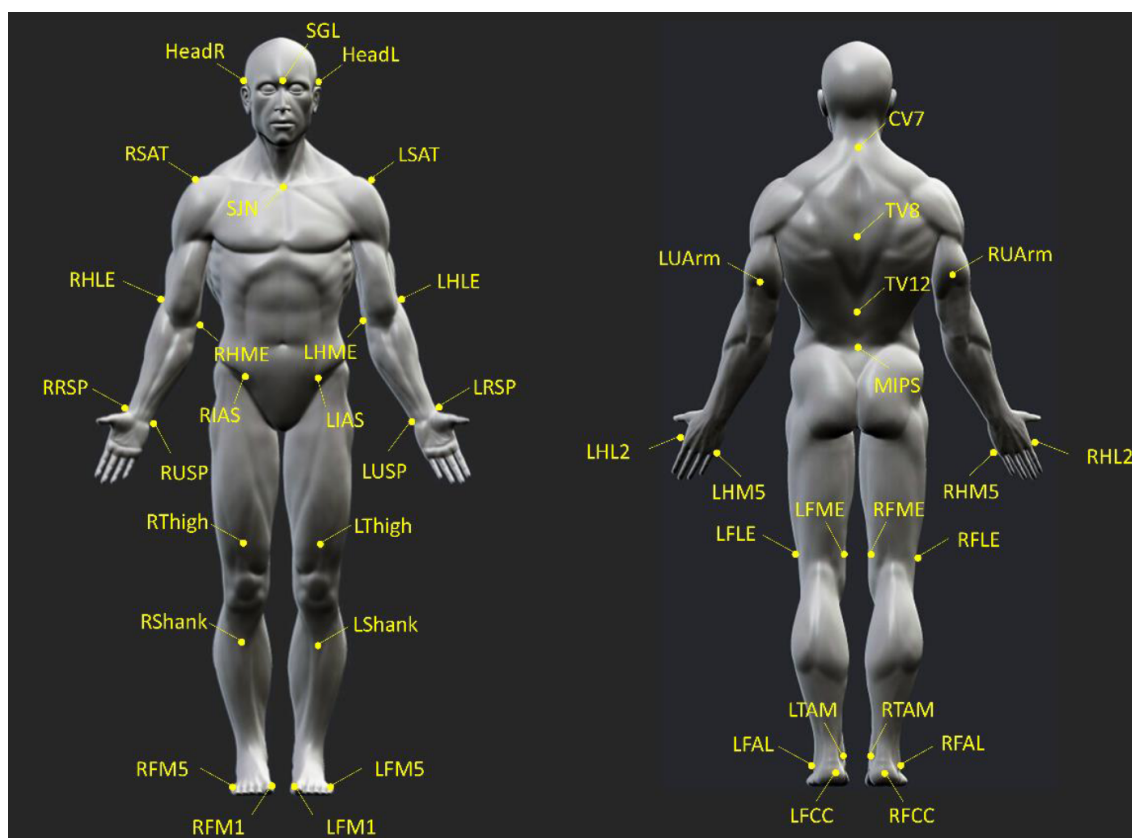 SGL
HeadR
HeadL
RSAT
LSAT
SJN
RHLE
LHLE
RHME
LHME
RRSP
LRSP
RIAS
LIAS
RUSP
LUSP
RThigh
LThigh
RShank
LShank
RFM5
LFM5
RFM1
LFM1
CV7
TV8
LUArm
RUArm
TV12
MIPS
LHL2
RHL2
LHM5
RHM5
LFME
RFME
LFLE
RFLE
LTAM
RTAM
LFAL
RFAL
LFCC
RFCC